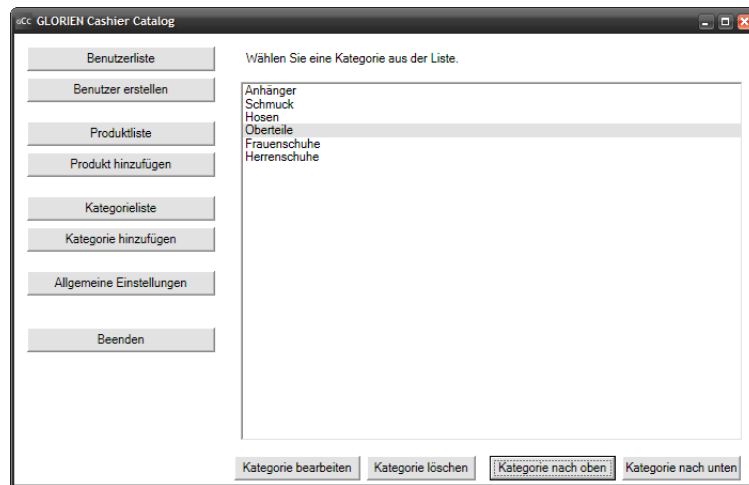 GLORIEN Cashier Catalog
Benutzerliste
Benutzer erstellen
Produktliste
Produkt hinzufügen
Kategorieliste
Kategorie hinzufügen
Allgemeine Einstellungen
Beenden
Wählen Sie eine Kategorie aus der Liste.
Anhänger
Schmuck
Hosen
Oberteile
Frauenschuhe
Herrenschuhe
Kategorie bearbeiten
Kategorie löschen
Kategorie nach oben
Kategorie nach unten